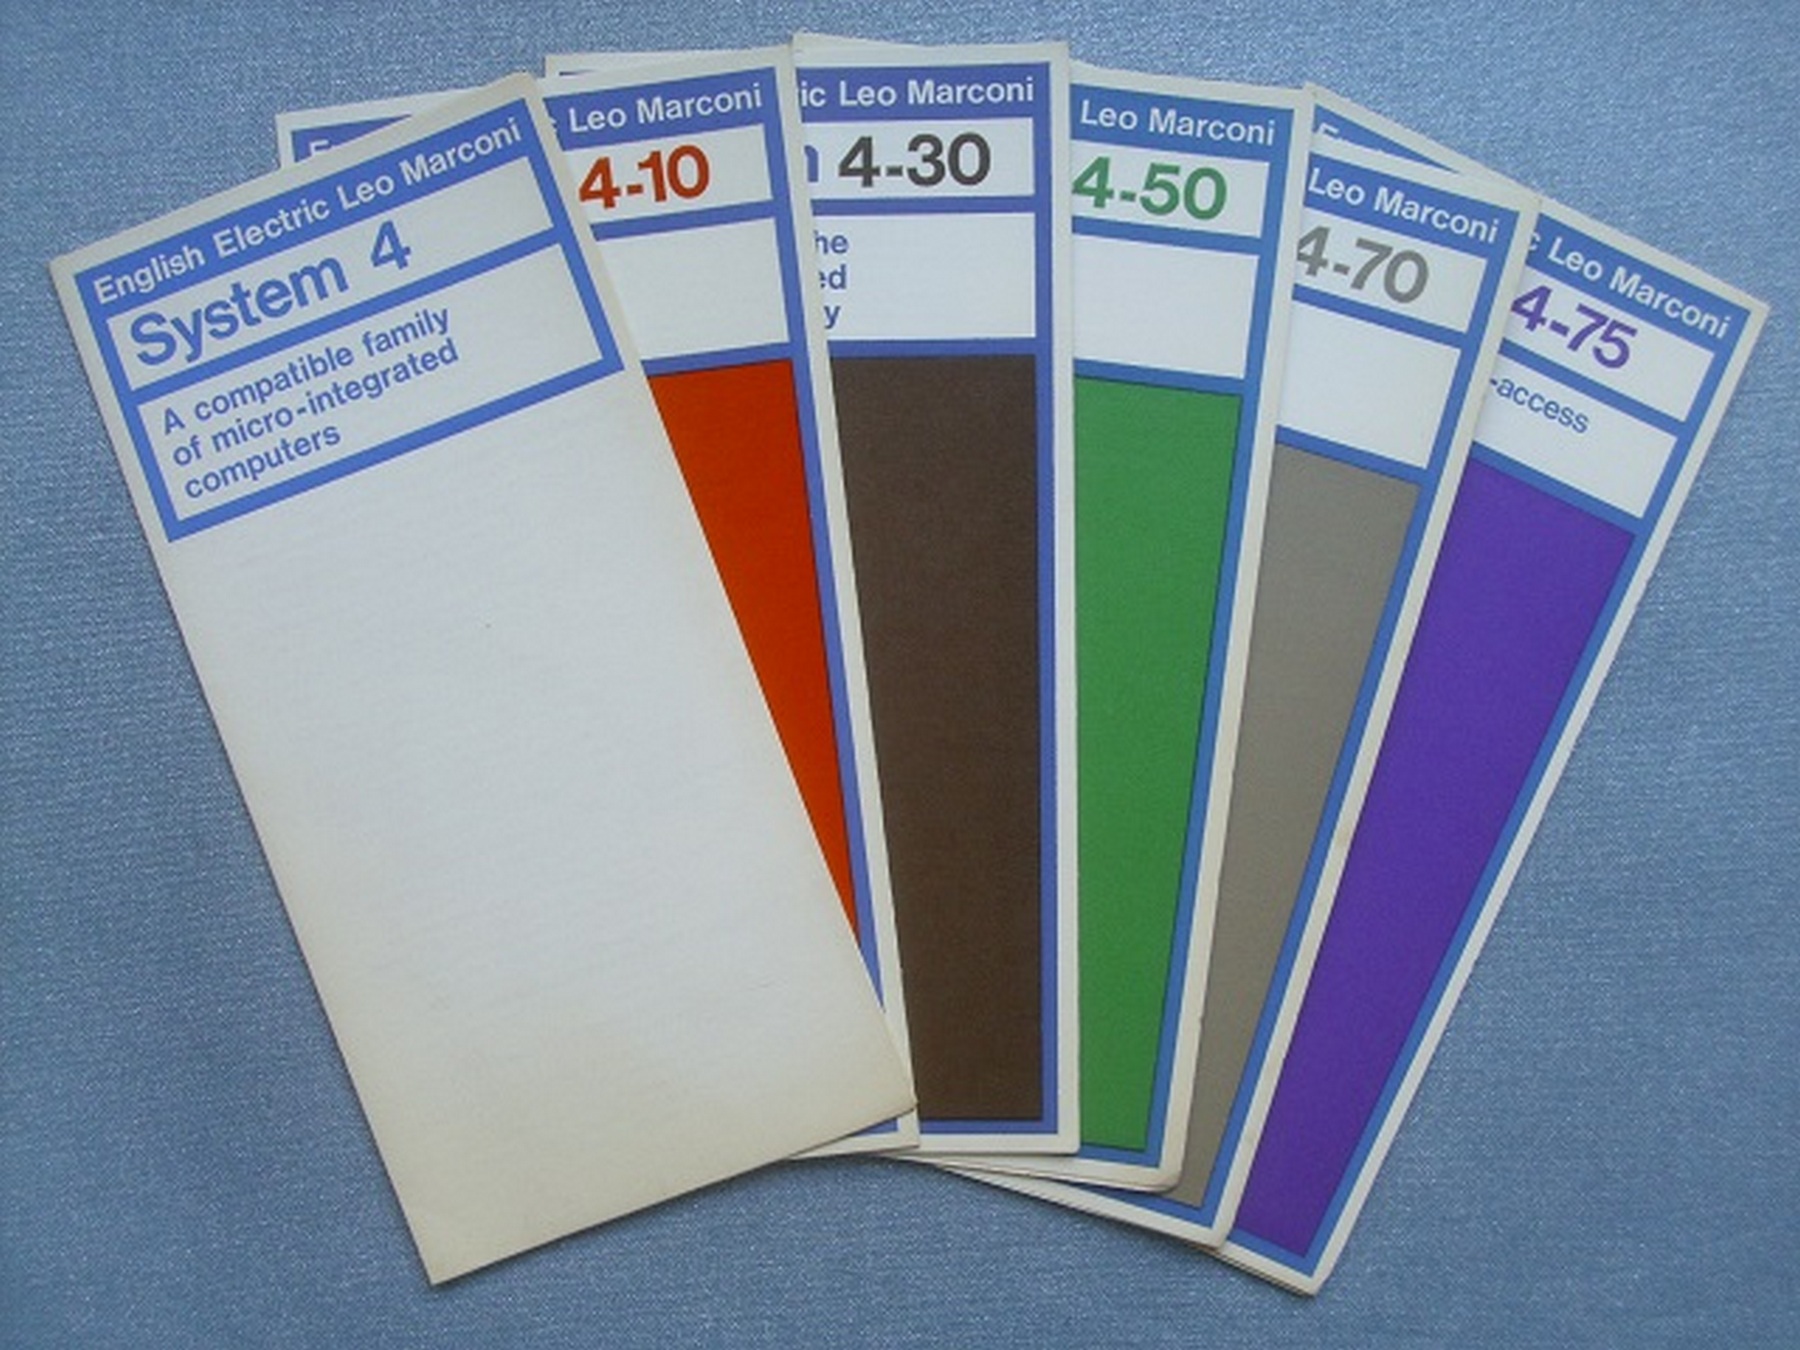 English Electric Leo Marconi
System 4
A compatible family
of micro-integrated
computers
Leo Marconi
4-10
Leo Marconi
4-30
Leo Marconi
4-50
Leo Marconi
4-70
Leo Marconi
4-75
-access